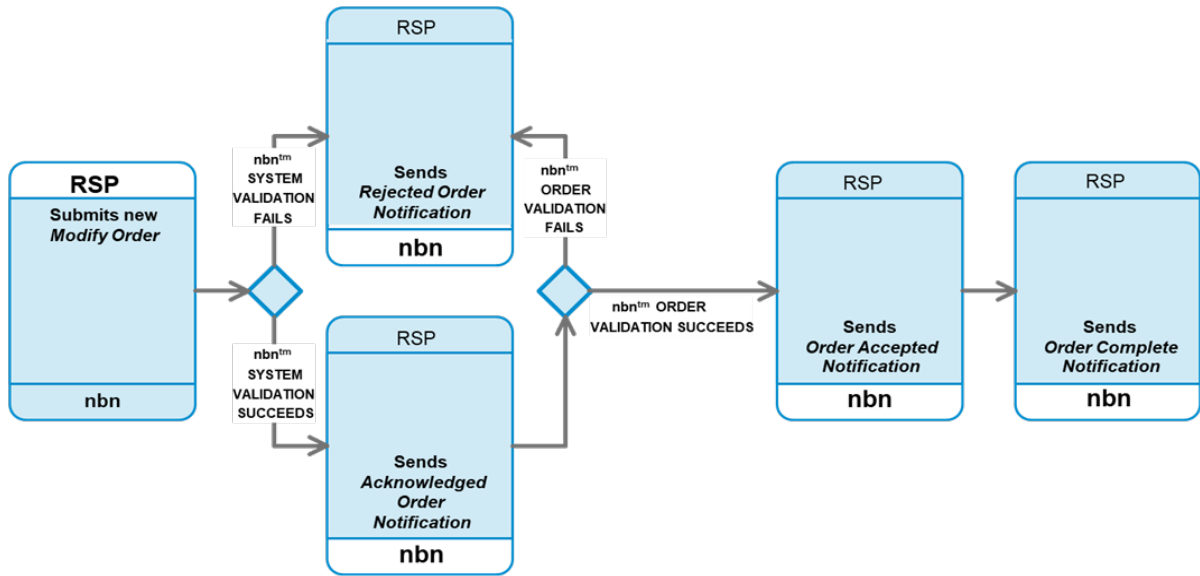 RSP
Submits new
Modify Order
nbn
nbn™
SYSTEM
VALIDATION
FAILS
nbn™
SYSTEM
VALIDATION
SUCCEEDS
RSP
Sends
Rejected Order
Notification
nbn
RSP
Sends
Acknowledged
Order
Notification
nbn
nbn™
ORDER
VALIDATION
FAILS
nbn™ ORDER
VALIDATION SUCCEEDS
RSP
Sends
Order Accepted
Notification
nbn
RSP
Sends
Order Complete
Notification
nbn